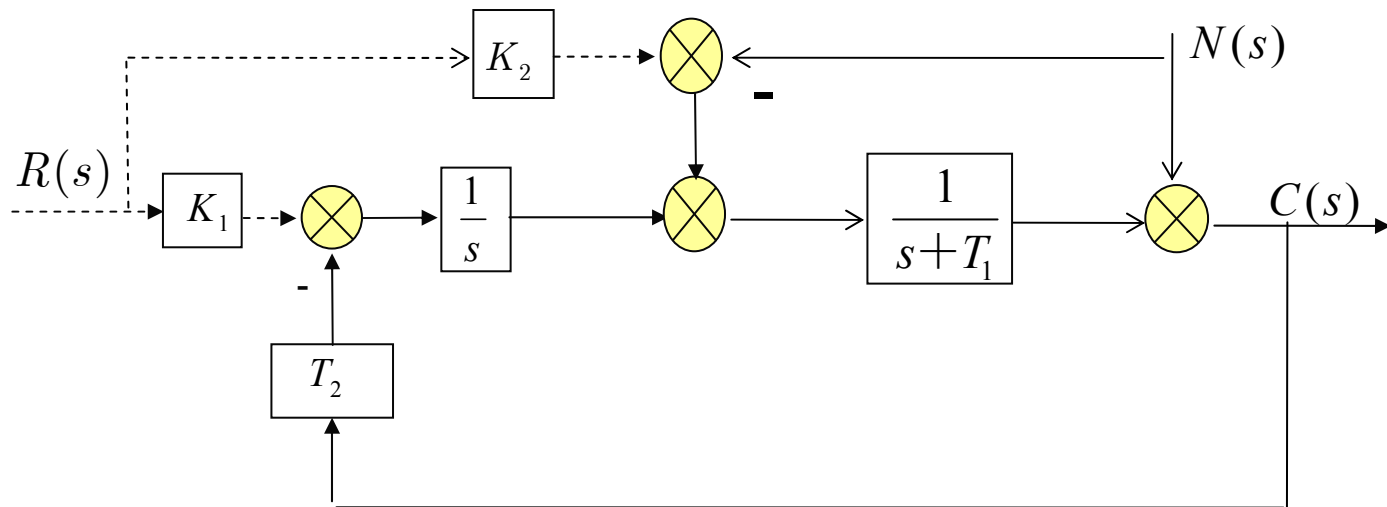 K₂
N(s)
-
R(s)
K₁
1
s
1
s+T₁
C(s)
-
T₂